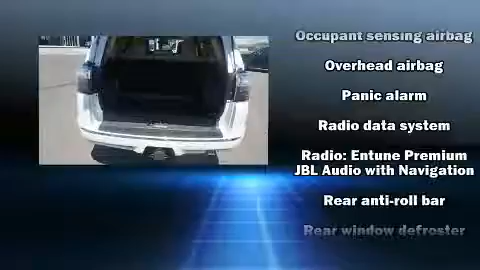 Occupant sensing airbag
Overhead airbag
Panic alarm
Radio data system
Radio: Entune Premium
JBL Audio with Navigation
Rear anti-roll bar
Rear window defroster